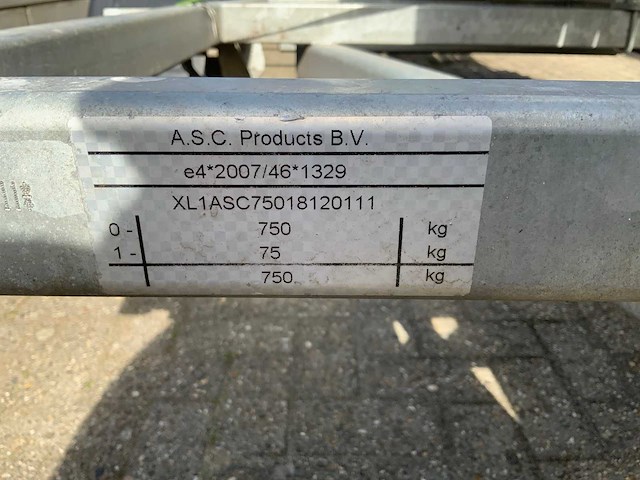 A.S.C. Products B.V.
e4*2007/46*1329
XL1ASC75018120111
0 - 750 kg
1 - 75 kg
750 kg